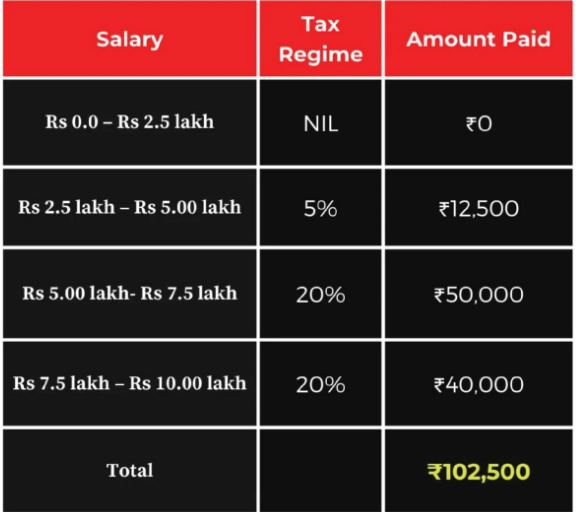 Salary
Tax
Regime
Amount Paid
Rs 0.0 – Rs 2.5 lakh
NIL
₹0
Rs 2.5 lakh – Rs 5.00 lakh
5%
₹12,500
Rs 5.00 lakh- Rs 7.5 lakh
20%
₹50,000
Rs 7.5 lakh – Rs 10.00 lakh
20%
₹40,000
Total
₹102,500